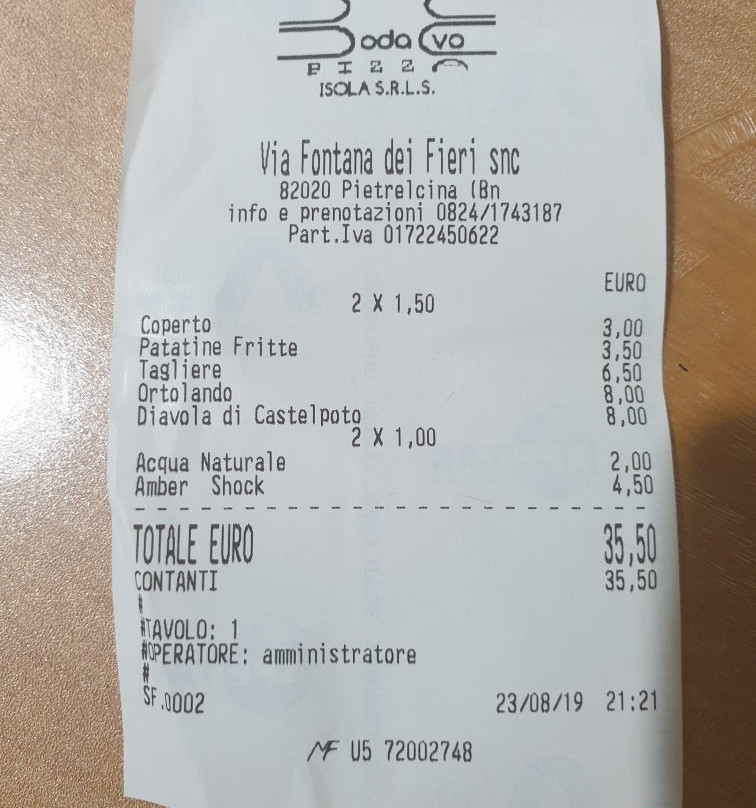 oda vo
PIZZA
ISOLA S.R.L.S.
Via Fontana dei Fieri snc
82020 Pietrelcina (Bn
info e prenotazioni 0824/1743187
Part.Iva 01722450622
EURO
2 X 1,50
Coperto 3,00
Patatine Fritte 3,50
Tagliere 6,50
Ortolando 8,00
Diavola di Castelpoto 8,00
2 X 1,00
Acqua Naturale 2,00
Amber Shock 4,50
TOTALE EURO 35,50
CONTANTI 35,50
#
#TAVOLO: 1
#OPERATORE: amministratore
#
SF.0002 23/08/19 21:21
MF U5 72002748